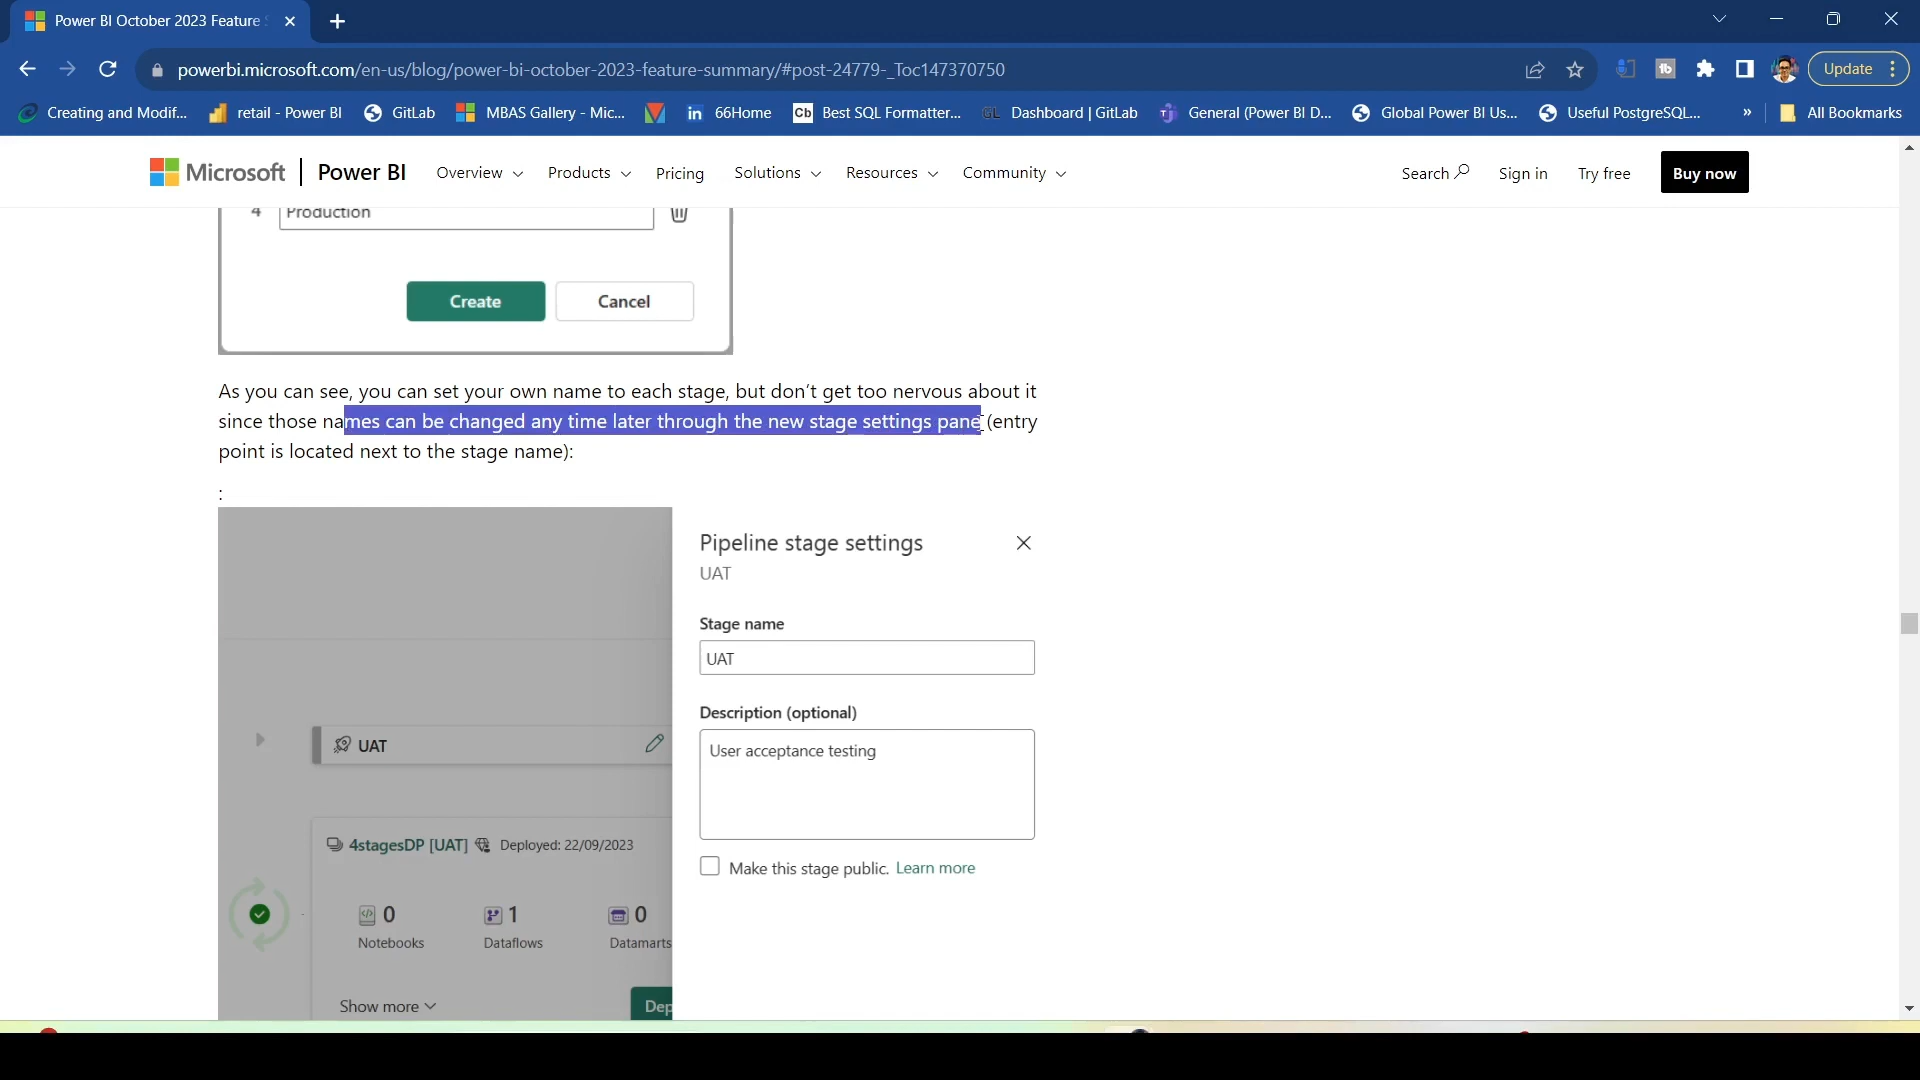 Power BI October 2023 Feature S
powerbi.microsoft.com/en-us/blog/power-bi-october-2023-feature-summary/#post-24779-_Toc147370750
Update
Creating and Modif... retail - Power BI GitLab MBAS Gallery - Mic... 66Home Cb Best SQL Formatter... GL Dashboard | GitLab General (Power BI D... Global Power BI Us... Useful PostgreSQL... » All Bookmarks
Microsoft Power BI Overview Products Pricing Solutions Resources Community Search Sign in Try free Buy now
4 Production
Create Cancel
As you can see, you can set your own name to each stage, but don't get too nervous about it
since those names can be changed any time later through the new stage settings pane (entry
point is located next to the stage name):
:
Pipeline stage settings
UAT
Stage name
UAT
Description (optional)
User acceptance testing
Make this stage public. Learn more
UAT
4stagesDP [UAT] Deployed: 22/09/2023
0 1 0
Notebooks Dataflows Datamarts
Show more Dep